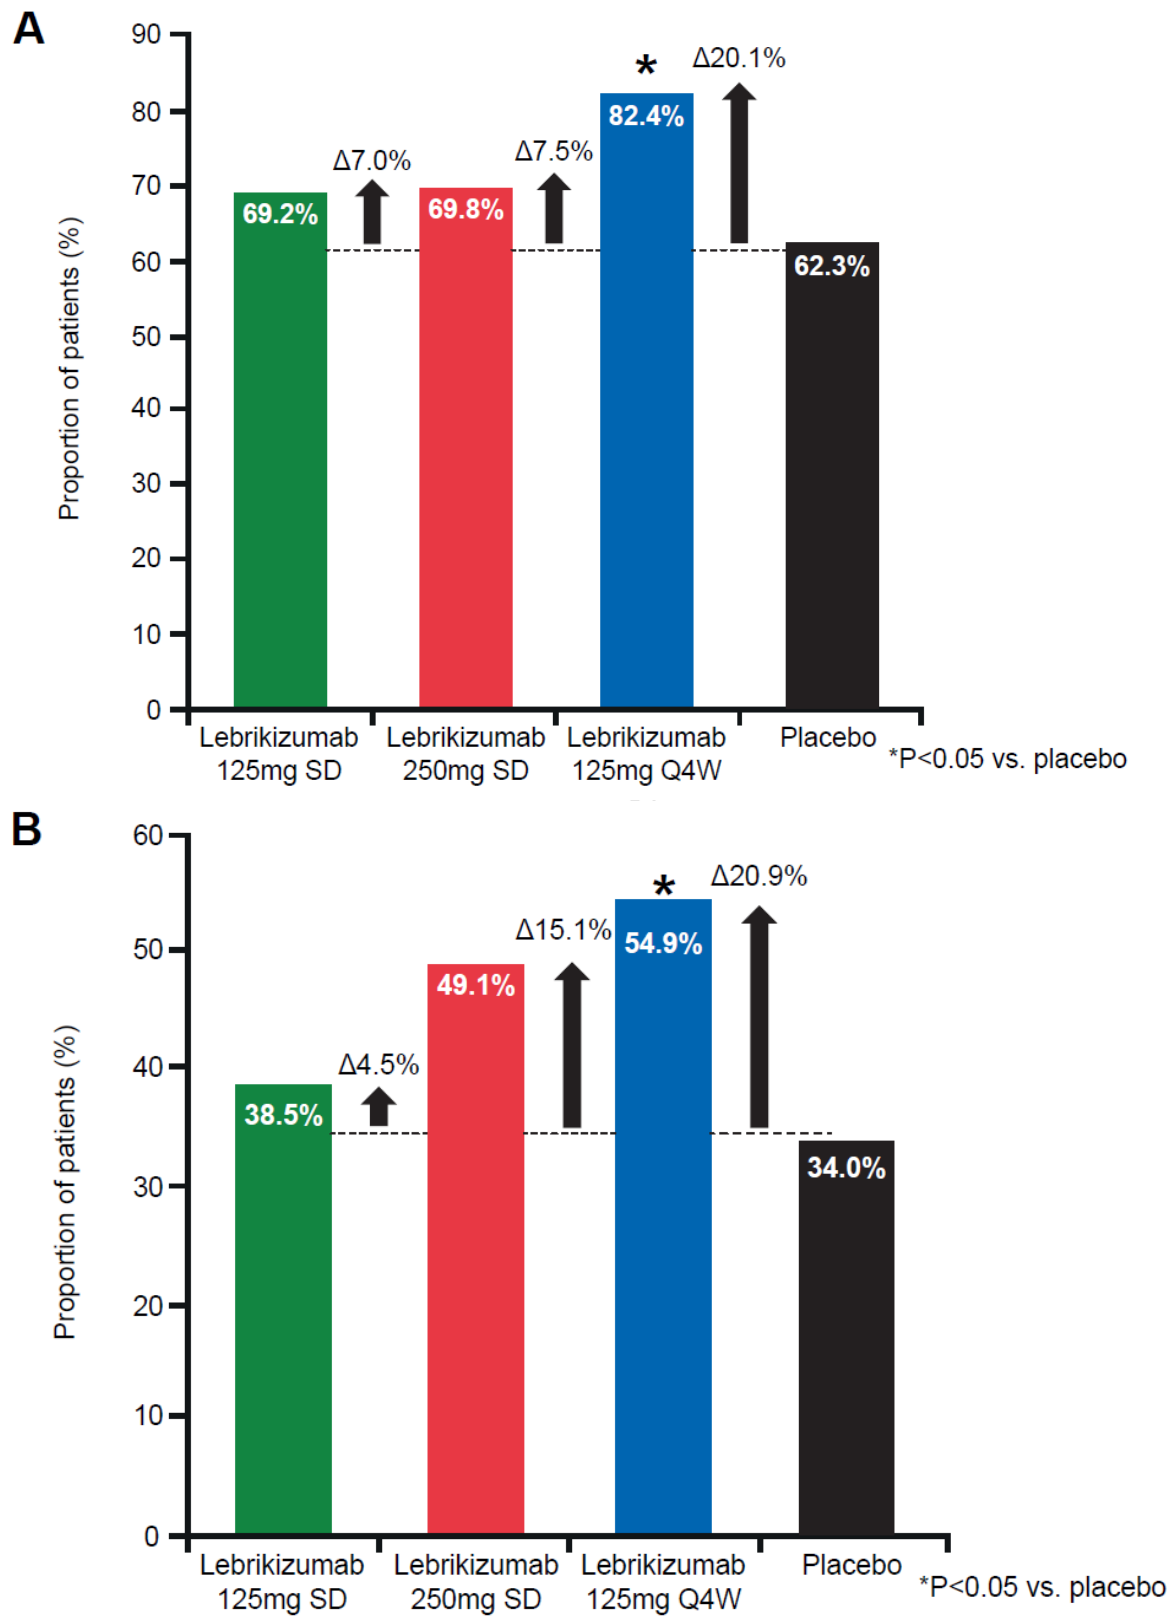 A
Proportion of patients (%)
90
80
70
60
50
40
30
20
10
0
69.2%
Δ7.0%
69.8%
Δ7.5%
*
82.4%
Δ20.1%
62.3%
Lebrikizumab
125mg SD
Lebrikizumab
250mg SD
Lebrikizumab
125mg Q4W
Placebo
*P<0.05 vs. placebo
B
Proportion of patients (%)
60
50
40
30
20
10
0
38.5%
Δ4.5%
49.1%
Δ15.1%
*
54.9%
Δ20.9%
34.0%
Lebrikizumab
125mg SD
Lebrikizumab
250mg SD
Lebrikizumab
125mg Q4W
Placebo
*P<0.05 vs. placebo